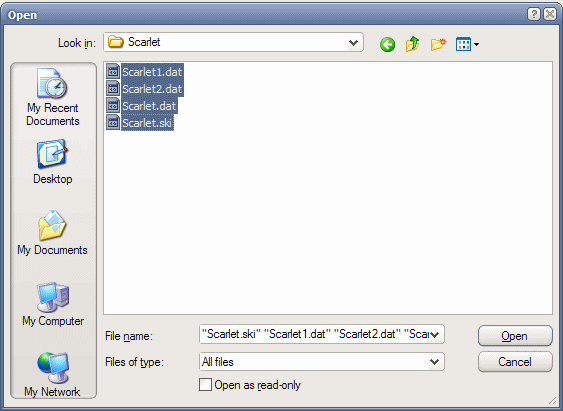 Open
Look in: Scarlet
My Recent
Documents
Desktop
My Documents
My Computer
My Network
Scarlet1.dat
Scarlet2.dat
Scarlet.dat
Scarlet.ski
File name: "Scarlet.ski" "Scarlet1.dat" "Scarlet2.dat" "Scar
Open
Files of type: All files
Cancel
Open as read-only